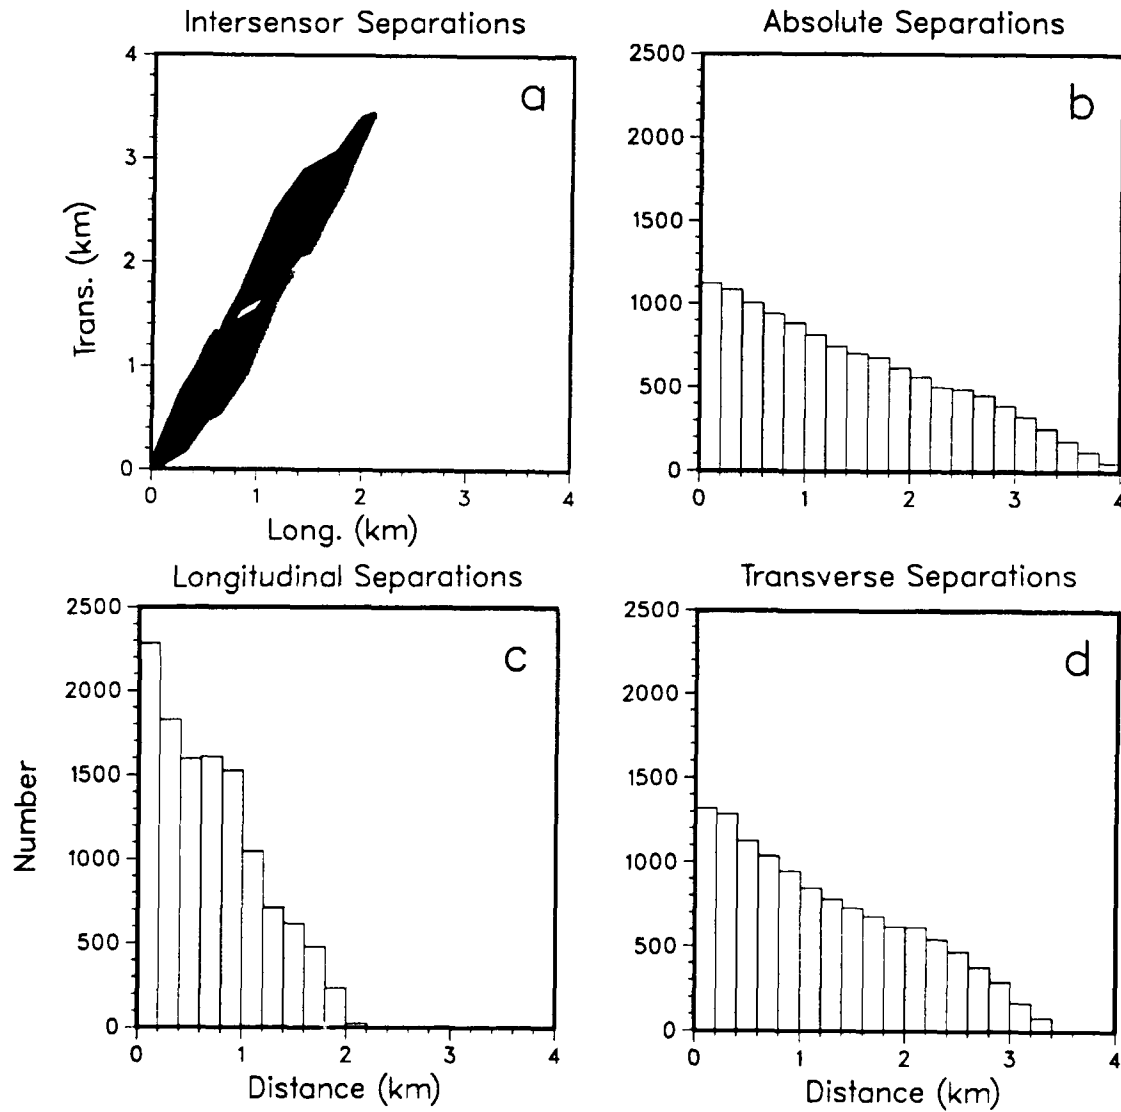 Intersensor Separations
4
3
2
1
0
Trans. (km)
a
0 1 2 3 4
Long. (km)
Absolute Separations
2500
2000
1500
1000
500
0
b
0 1 2 3 4
Longitudinal Separations
2500
2000
1500
1000
500
0
Number
c
0 1 2 3 4
Distance (km)
Transverse Separations
2500
2000
1500
1000
500
0
d
0 1 2 3 4
Distance (km)